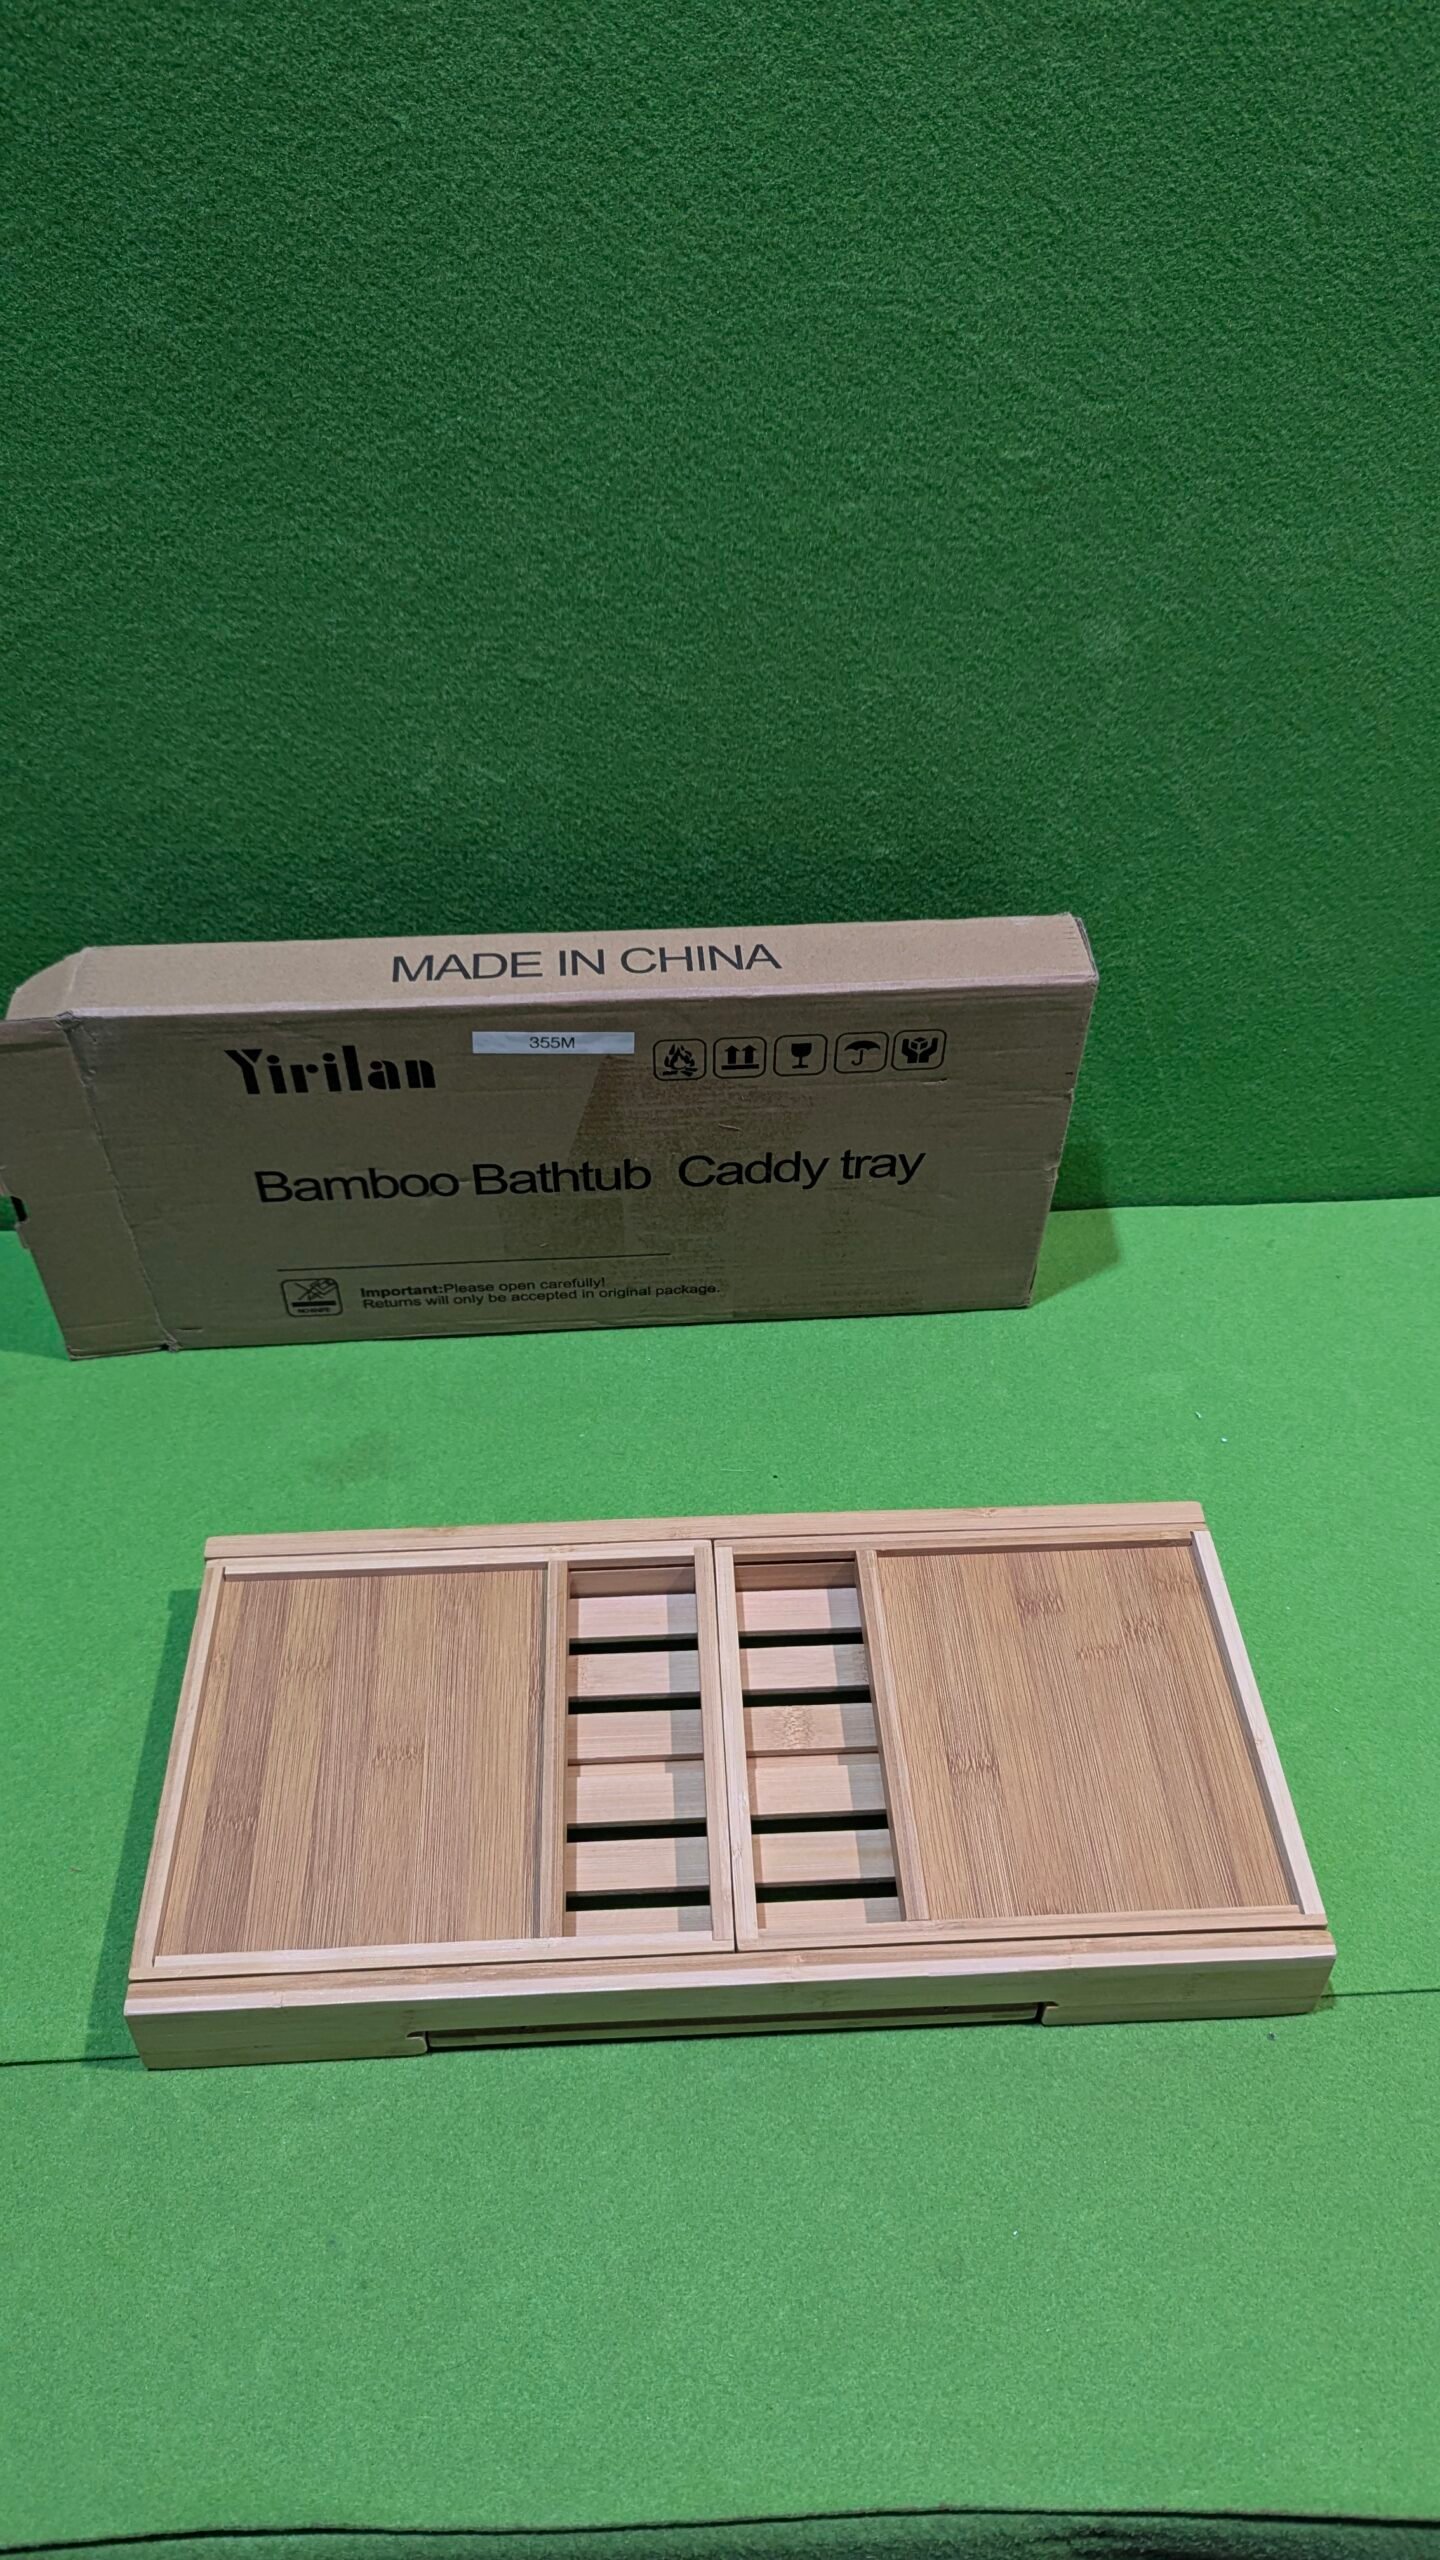 MADE IN CHINA
Yirilan
355M
Bamboo Bathtub Caddy tray
Important:Please open carefully!
Returns will only be accepted in original package.